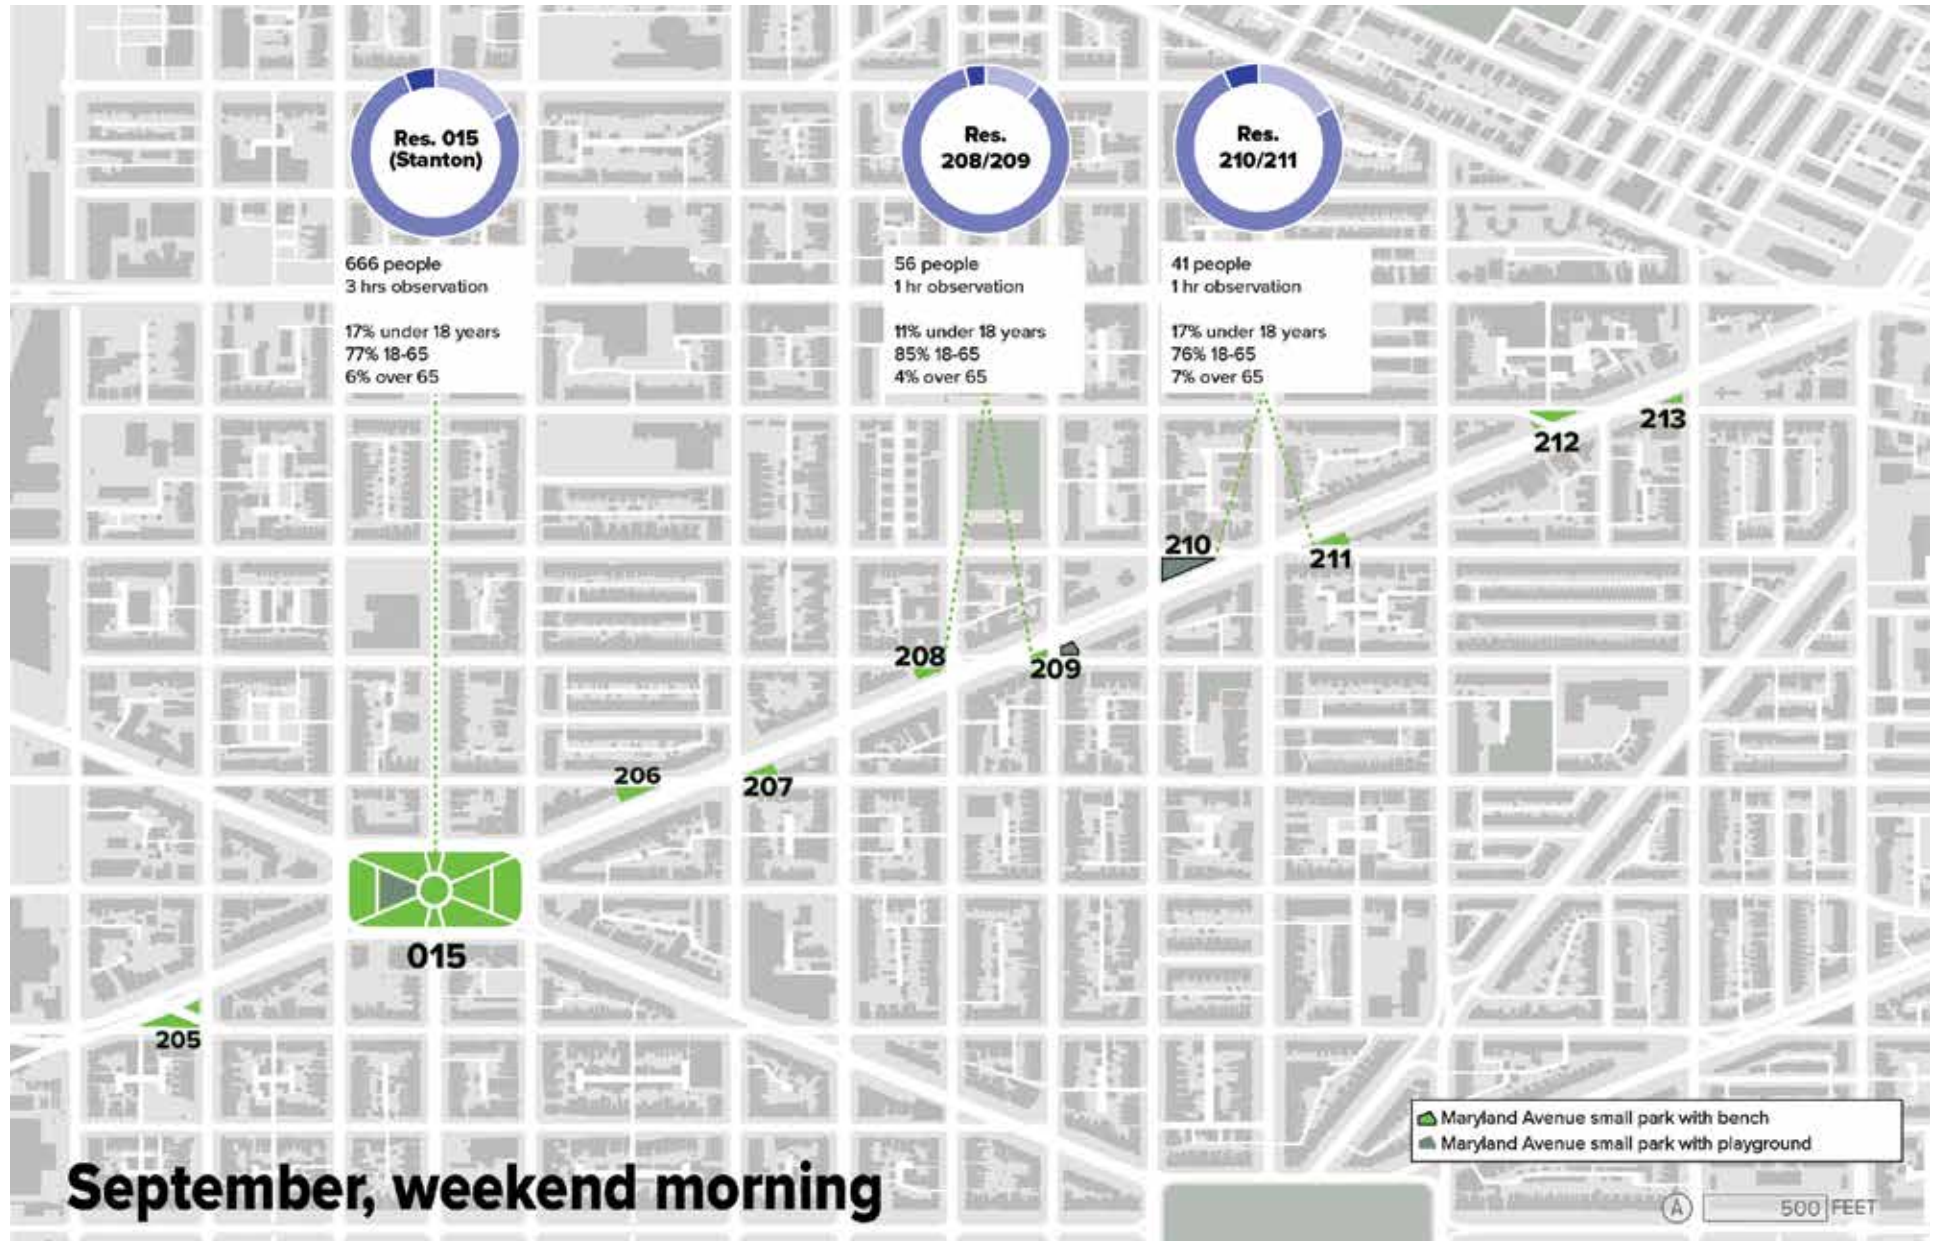 Res. 015
(Stanton)
666 people
3 hrs observation
17% under 18 years
77% 18-65
6% over 65
Res.
208/209
56 people
1 hr observation
11% under 18 years
85% 18-65
4% over 65
Res.
210/211
41 people
1 hr observation
17% under 18 years
76% 18-65
7% over 65
213
212
210
211
208
209
206
207
015
205
Maryland Avenue small park with bench
Maryland Avenue small park with playground
September, weekend morning
A
500 FEET